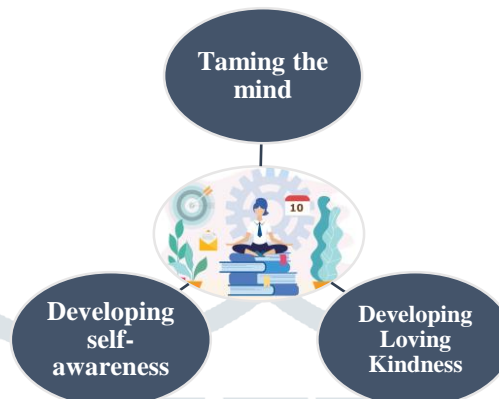 Taming the
mind
10
Developing
self-
awareness
Developing
Loving
Kindness